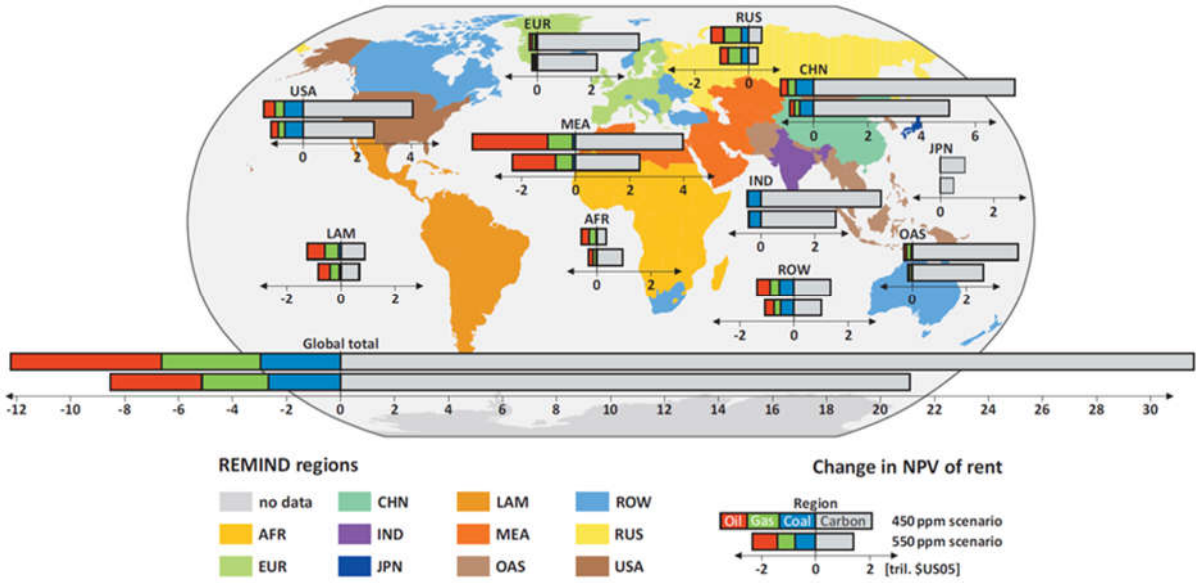 EUR
0 2
RUS
-2 0
CHN
0 2 4 6
USA
0 2 4
MEA
-2 0 2 4
JPN
0 2
IND
0 2
AFR
0 2
LAM
-2 0 2
OAS
0 2
ROW
-2 0 2
Global total
-12 -10 -8 -6 -4 -2 0 2 4 6 8 10 12 14 16 18 20 22 24 26 28 30
REMIND regions
no data CHN LAM ROW
AFR IND MEA RUS
EUR JPN OAS USA
Change in NPV of rent
Region
Oil Gas Coal Carbon 450 ppm scenario
550 ppm scenario
-2 0 2 [tril. $US05]